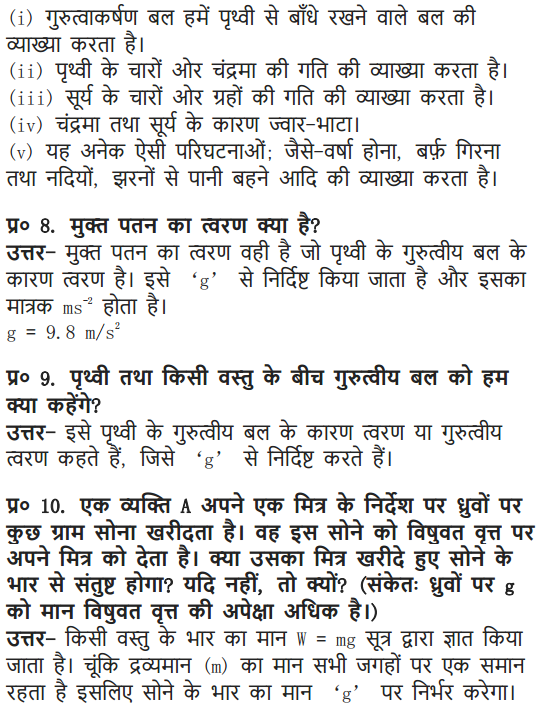 (i) गुरुत्वाकर्षण बल हमें पृथ्वी से बाँधे रखने वाले बल की
व्याख्या करता है।
(ii) पृथ्वी के चारों ओर चंद्रमा की गति की व्याख्या करता है।
(iii) सूर्य के चारों ओर ग्रहों की गति की व्याख्या करता है।
(iv) चंद्रमा तथा सूर्य के कारण ज्वार-भाटा।
(v) यह अनेक ऐसी परिघटनाओं; जैसे-वर्षा होना, बर्फ़ गिरना
तथा नदियों, झरनों से पानी बहने आदि की व्याख्या करता है।
प्र० 8. मुक्त पतन का त्वरण क्या है?
उत्तर- मुक्त पतन का त्वरण वही है जो पृथ्वी के गुरुत्वीय बल के
कारण त्वरण है। इसे ‘g’ से निर्दिष्ट किया जाता है और इसका
मात्रक ms⁻² होता है।
g = 9.8 m/s²
प्र० 9. पृथ्वी तथा किसी वस्तु के बीच गुरुत्वीय बल को हम
क्या कहेंगे?
उत्तर- इसे पृथ्वी के गुरुत्वीय बल के कारण त्वरण या गुरुत्वीय
त्वरण कहते हैं, जिसे ‘g’ से निर्दिष्ट करते हैं।
प्र० 10. एक व्यक्ति A अपने एक मित्र के निर्देश पर ध्रुवों पर
कुछ ग्राम सोना खरीदता है। वह इस सोने को विषुवत वृत्त पर
अपने मित्र को देता है। क्या उसका मित्र खरीदे हुए सोने के
भार से संतुष्ट होगा? यदि नहीं, तो क्यों? (संकेतः ध्रुवों पर g
को मान विषुवत वृत्त की अपेक्षा अधिक है।)
उत्तर- किसी वस्तु के भार का मान W = mg सूत्र द्वारा ज्ञात किया
जाता है। चूंकि द्रव्यमान (m) का मान सभी जगहों पर एक समान
रहता है इसलिए सोने के भार का मान ‘g’ पर निर्भर करेगा।